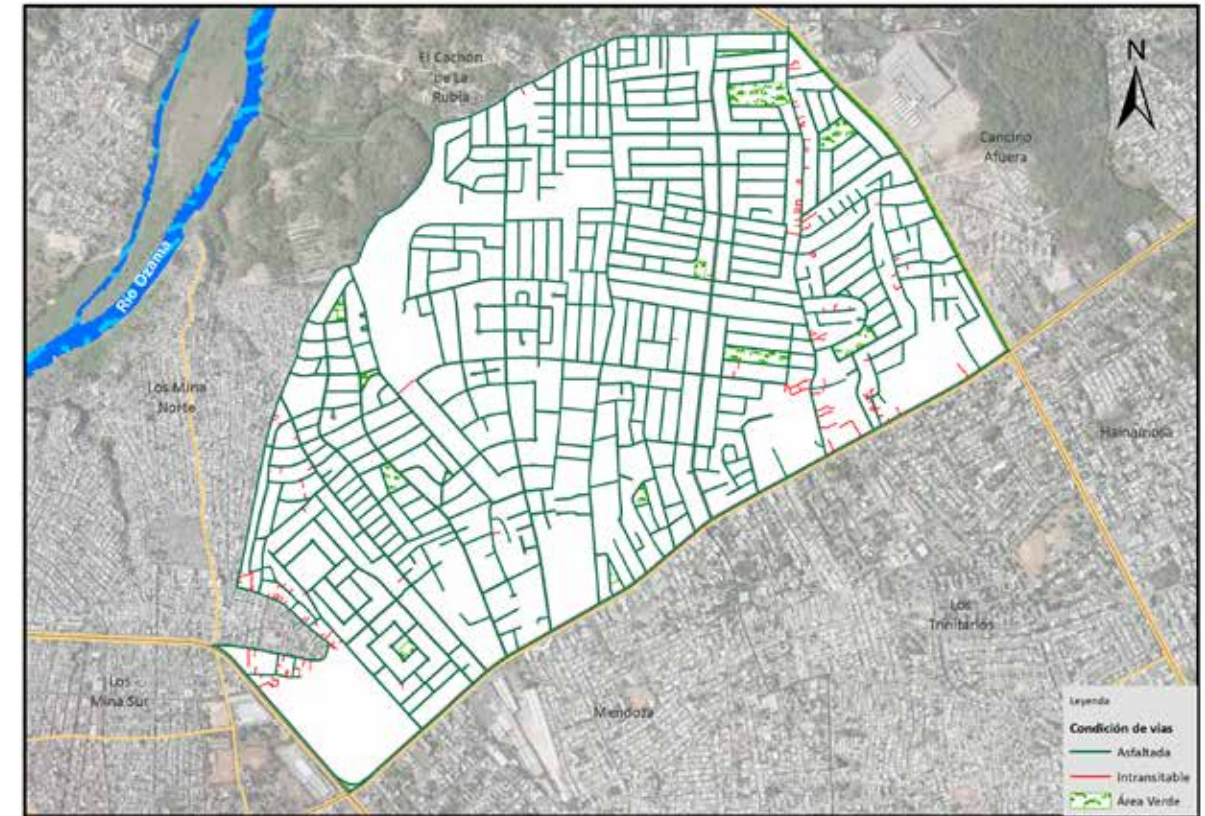 El Cachón
De La
Rubia
N
Cancino
Afuera
Río Ozama
Los Mina
Norte
Hainamosa
Los
Trinitarios
Los
Mina Sur
Mendoza
Leyenda
Condición de vías
Asfaltada
Intransitable
Área Verde